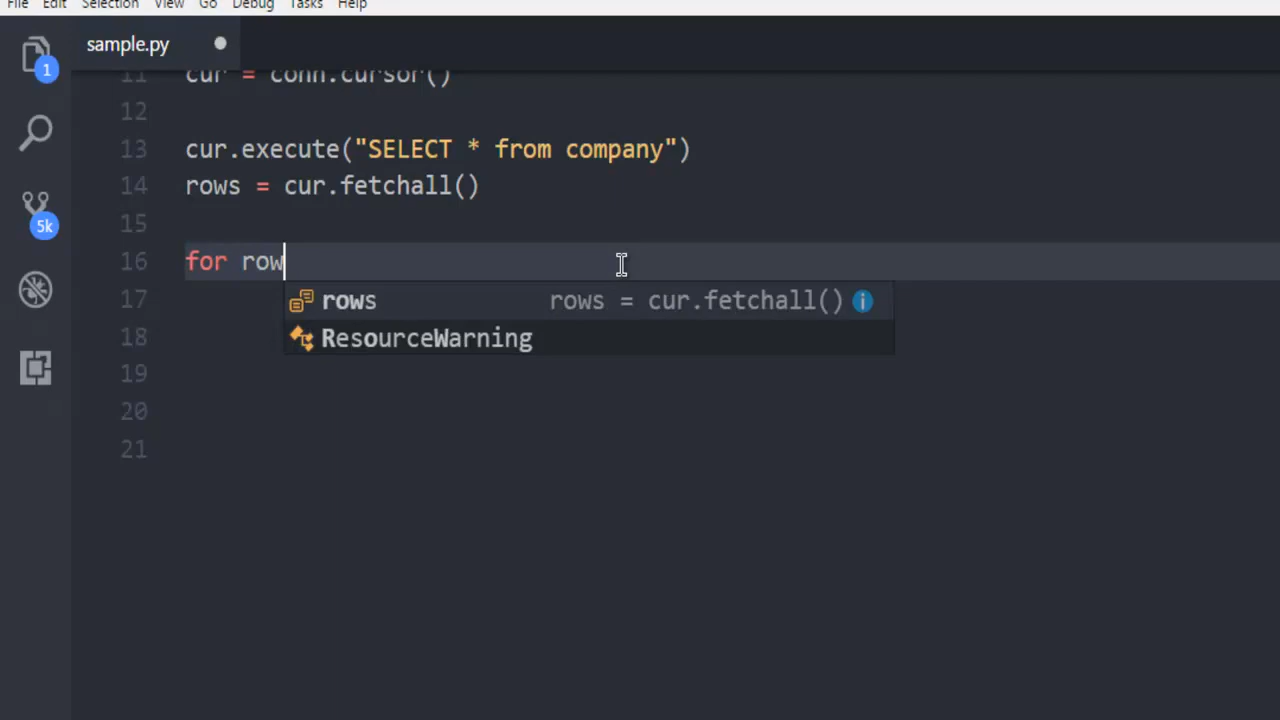 File Edit Selection View Go Debug Tasks Help
sample.py
1
11 cur = conn.cursor()
12
13 cur.execute("SELECT * from company")
14 rows = cur.fetchall()
15
5k
16 for row
17 rows rows = cur.fetchall()
18 ResourceWarning
19
20
21